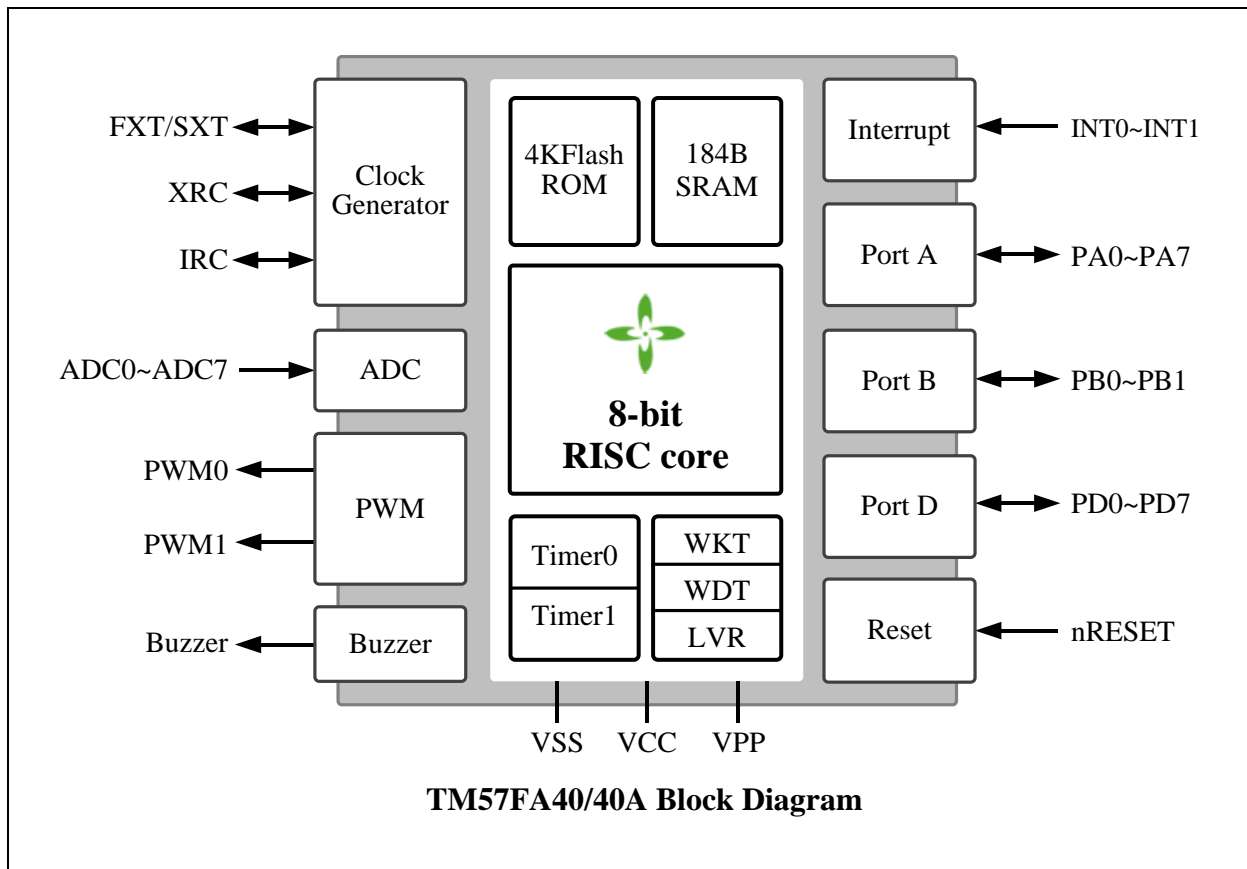 FXT/SXT
XRC
IRC
Clock
Generator
ADC0~ADC7
ADC
PWM0
PWM1
PWM
Buzzer
Buzzer
4KFlash
ROM
184B
SRAM
8-bit
RISC core
Timer0
Timer1
WKT
WDT
LVR
Interrupt
INT0~INT1
Port A
PA0~PA7
Port B
PB0~PB1
Port D
PD0~PD7
Reset
nRESET
VSS
VCC
VPP
TM57FA40/40A Block Diagram